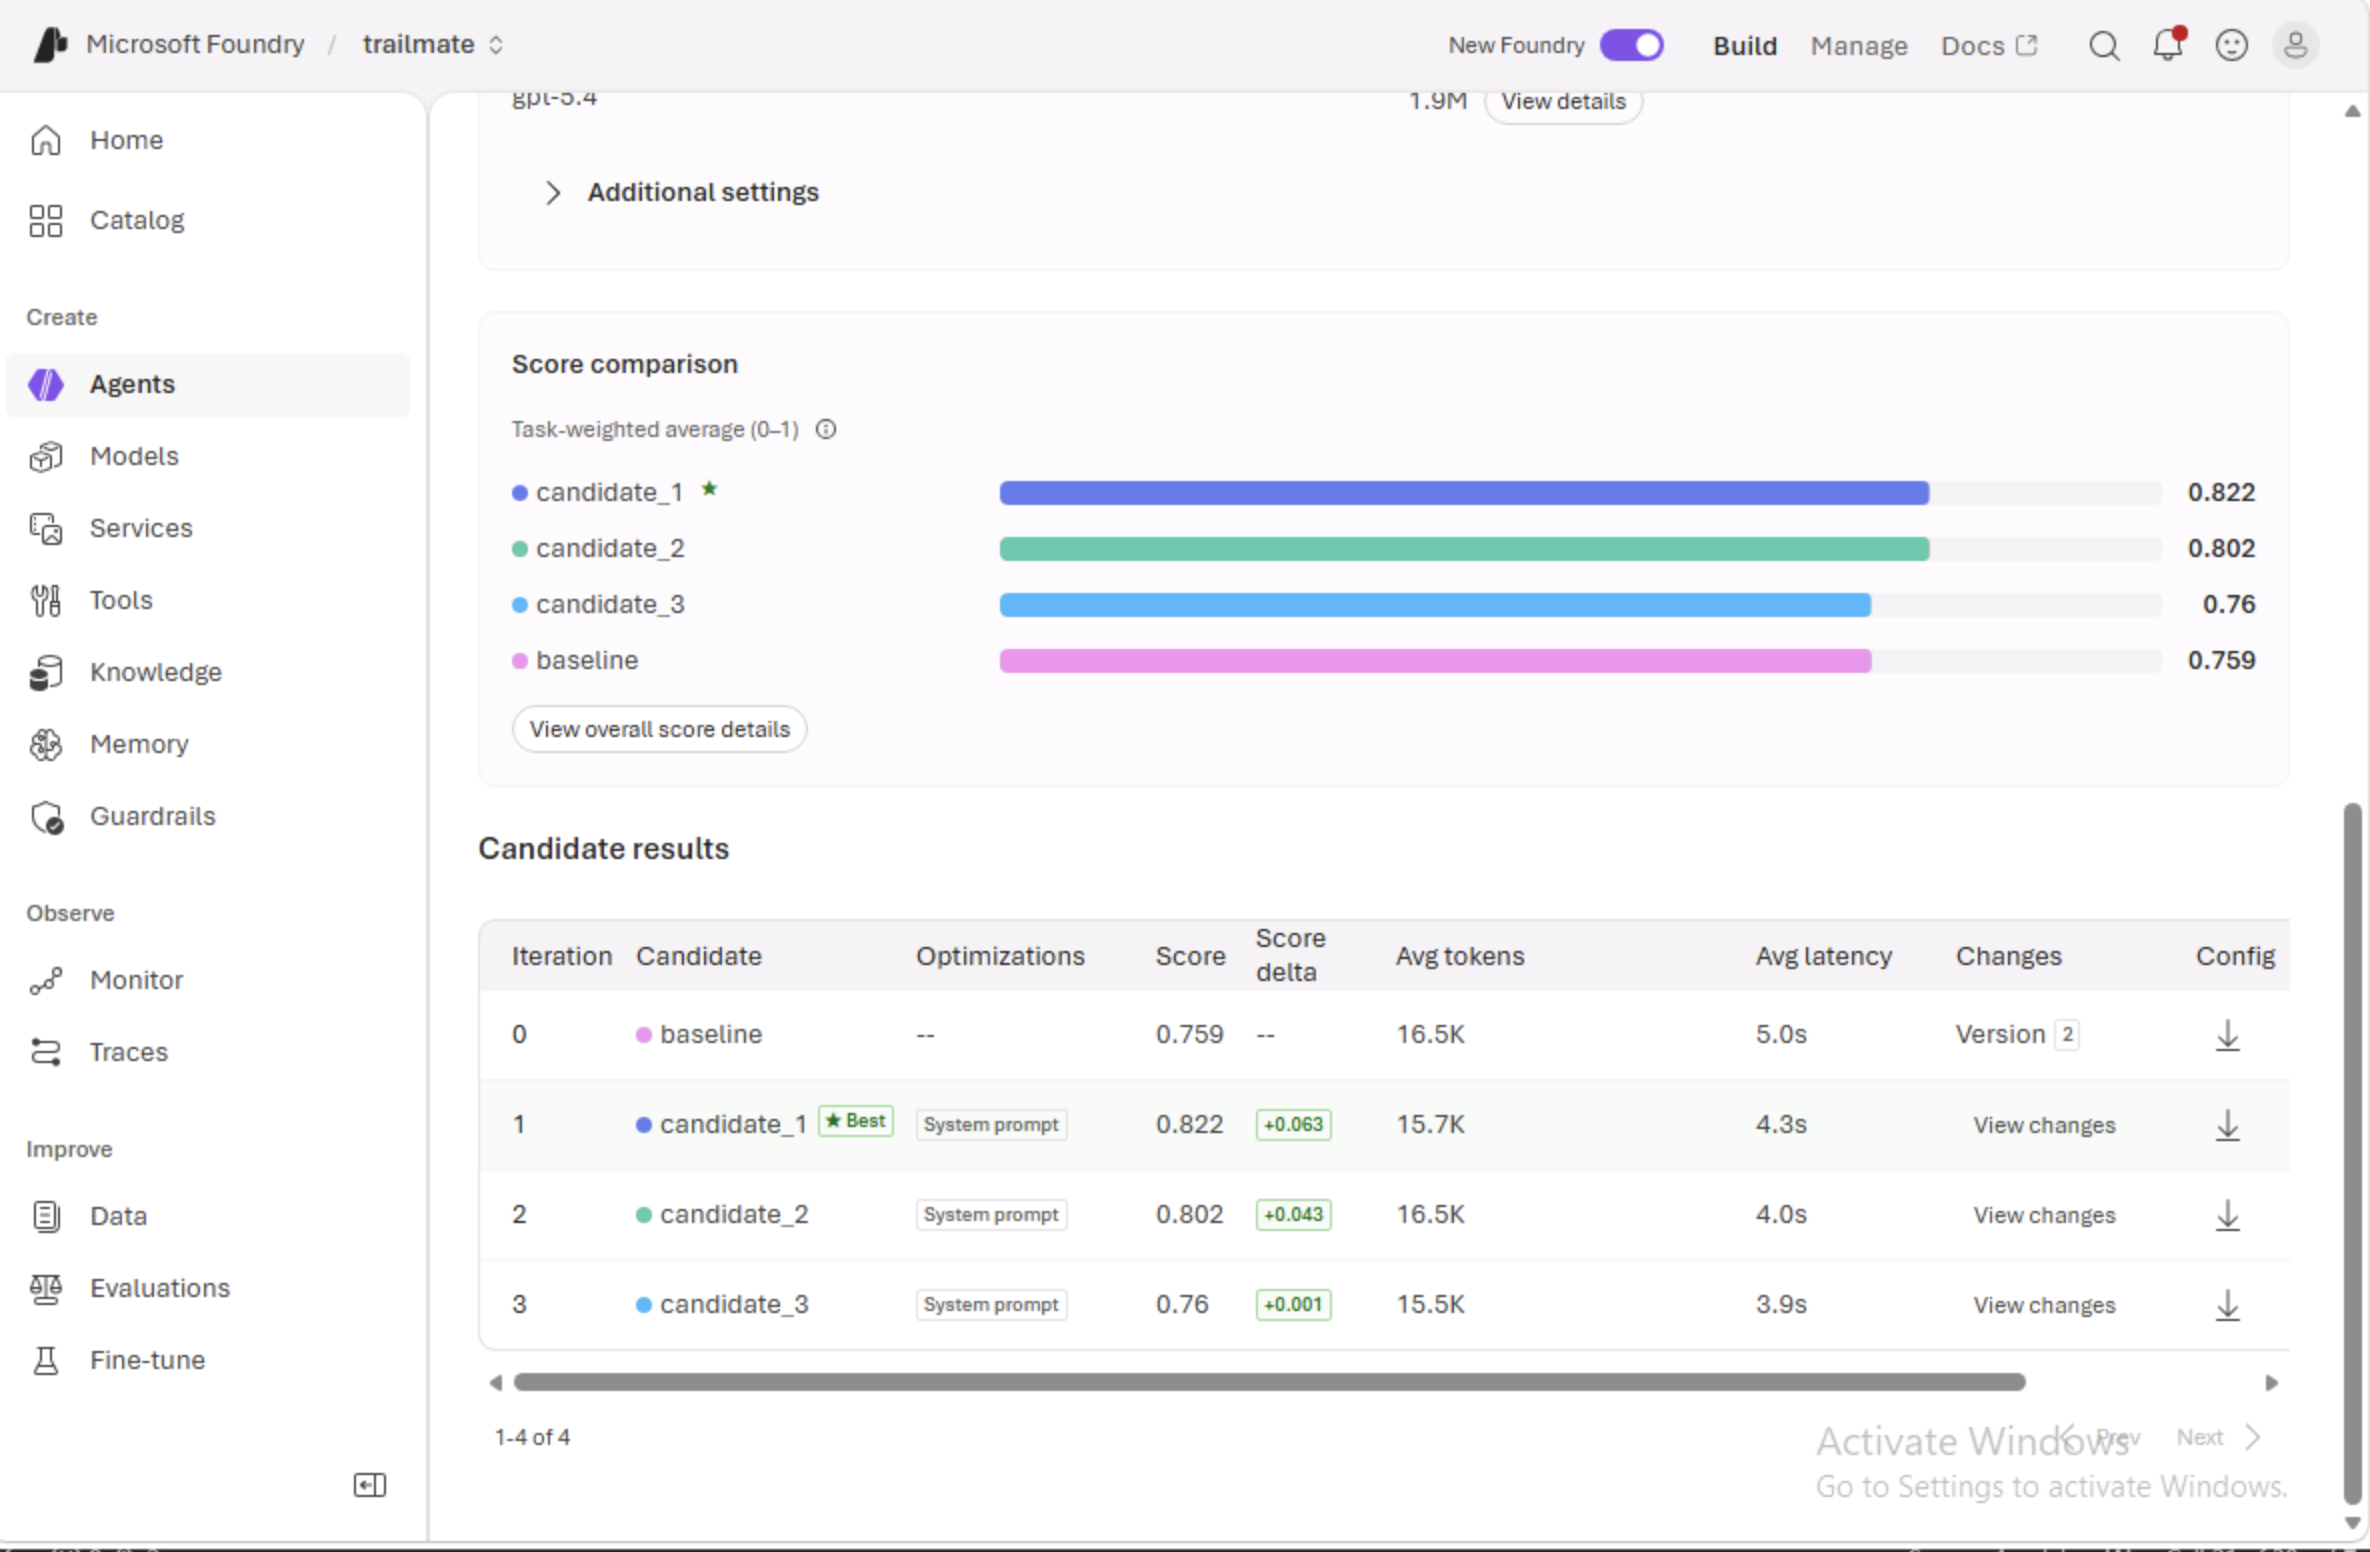 Microsoft Foundry / trailmate
New Foundry
Build
Manage
Docs
Home
Catalog
Create
Agents
Models
Services
Tools
Knowledge
Memory
Guardrails
Observe
Monitor
Traces
Improve
Data
Evaluations
Fine-tune
gpt-5.4 1.9M View details
Additional settings
Score comparison
Task-weighted average (0–1)
candidate_1 0.822
candidate_2 0.802
candidate_3 0.76
baseline 0.759
View overall score details
Candidate results
Iteration Candidate Optimizations Score Score delta Avg tokens Avg latency Changes Config
0 baseline -- 0.759 -- 16.5K 5.0s Version 2
1 candidate_1 ★ Best System prompt 0.822 +0.063 15.7K 4.3s View changes
2 candidate_2 System prompt 0.802 +0.043 16.5K 4.0s View changes
3 candidate_3 System prompt 0.76 +0.001 15.5K 3.9s View changes
1-4 of 4
Prev Next
Activate Windows
Go to Settings to activate Windows.